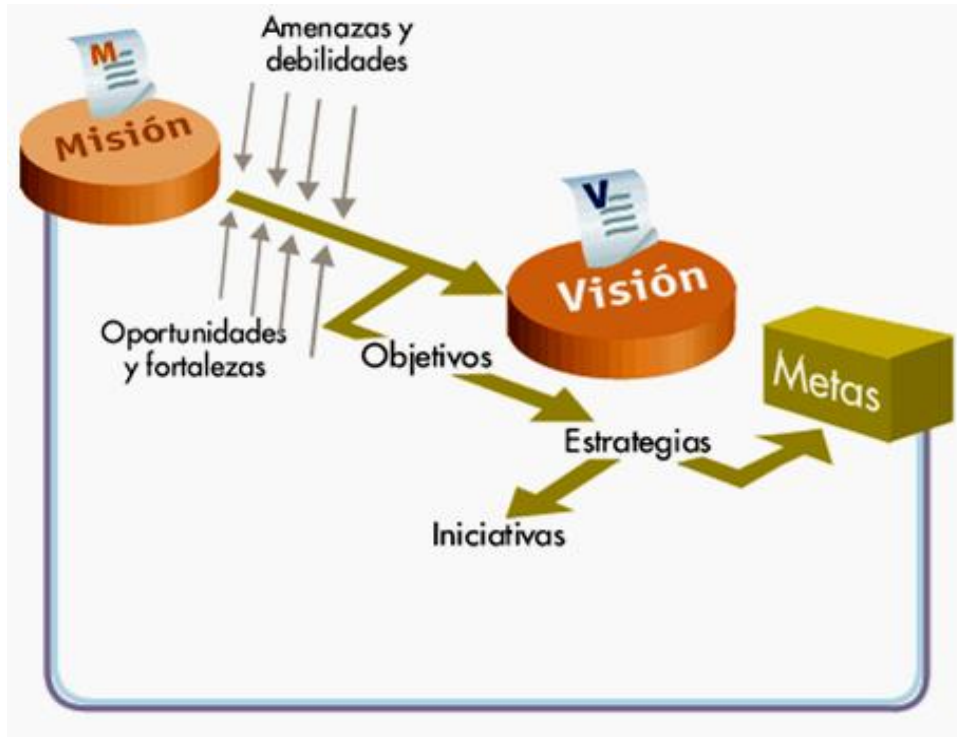 Amenazas y
debilidades
M
Misión
V
Visión
Oportunidades
y fortalezas
Objetivos
Metas
Estrategias
Iniciativas